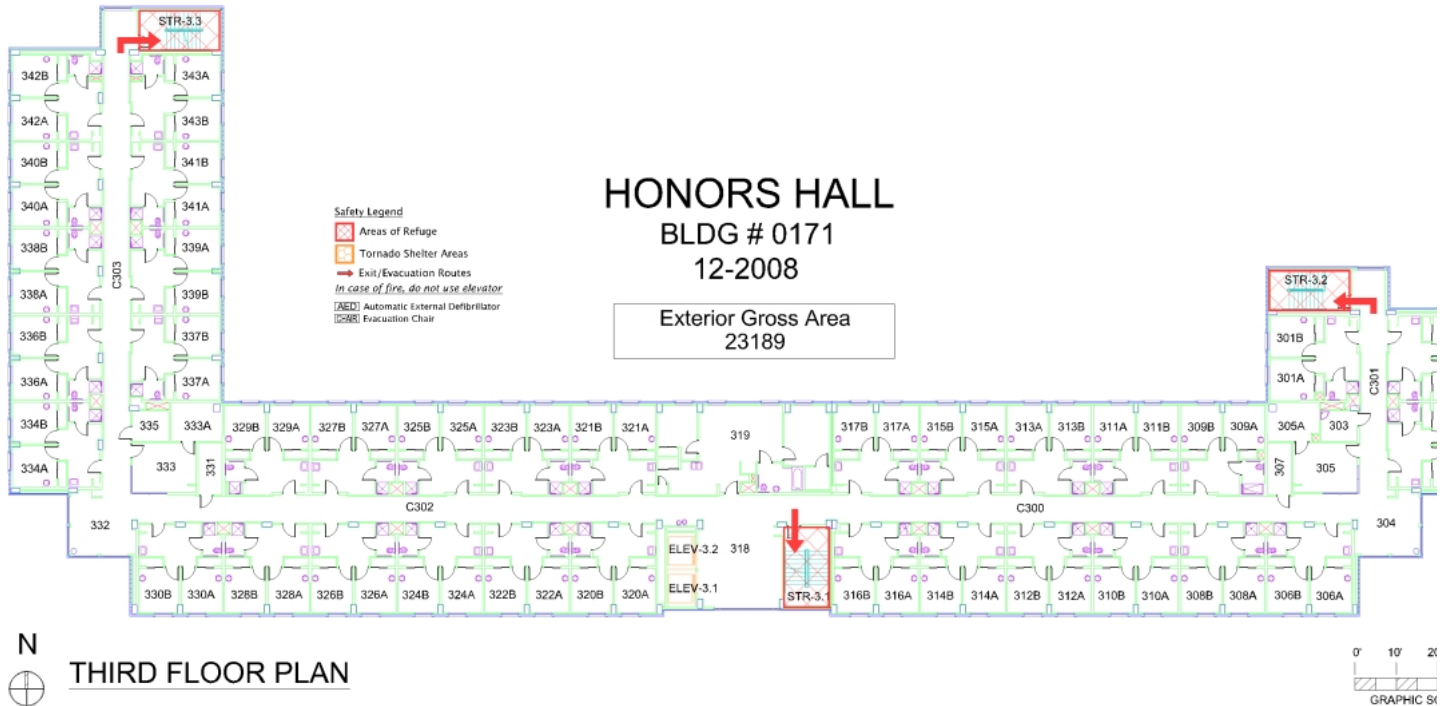 STR-3.3
342B
343A
342A
343B
340B
341B
340A
341A
338B
339A
C303
338A
339B
336B
337B
336A
337A
334B
335
333A
334A
333
331
332
HONORS HALL
BLDG # 0171
12-2008
Exterior Gross Area
23189
Safety Legend
Areas of Refuge
Tornado Shelter Areas
Exit/Evacuation Routes
In case of fire, do not use elevator
AED Automatic External Defibrillator
CHAIR Evacuation Chair
STR-3.2
301B
301A
C301
305A
303
307
305
304
329B 329A 327B 327A 325B 325A 323B 323A 321B 321A
319
317B 317A 315B 315A 313A 313B 311A 311B 309B 309A
C302
C300
ELEV-3.2
318
ELEV-3.1
STR-3.1
330B 330A 328B 328A 326B 326A 324B 324A 322B 322A 320B 320A
316B 316A 314B 314A 312B 312A 310B 310A 308B 308A 306B 306A
N
THIRD FLOOR PLAN
0' 10' 20
GRAPHIC SC